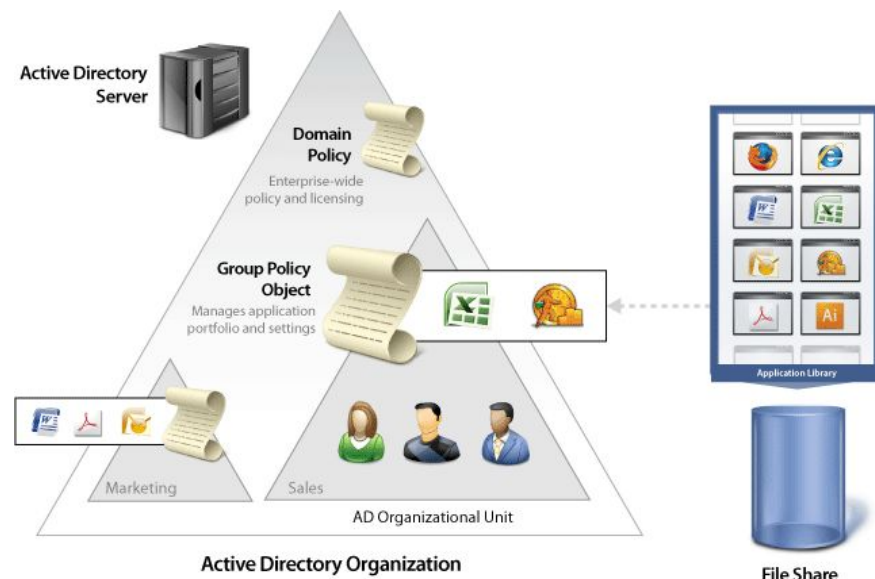 Active Directory
Server
Domain
Policy
Enterprise-wide
policy and licensing
Group Policy
Object
Manages application
portfolio and settings
Marketing
Sales
AD Organizational Unit
Active Directory Organization
W
X
W
X
Ai
Application Library
File Share